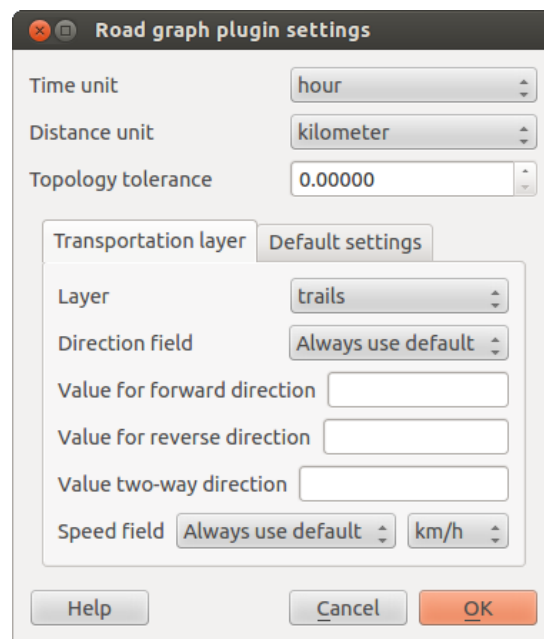 Road graph plugin settings
Time unit hour
Distance unit kilometer
Topology tolerance 0.00000
Transportation layer Default settings
Layer trails
Direction field Always use default
Value for forward direction
Value for reverse direction
Value two-way direction
Speed field Always use default km/h
Help Cancel OK